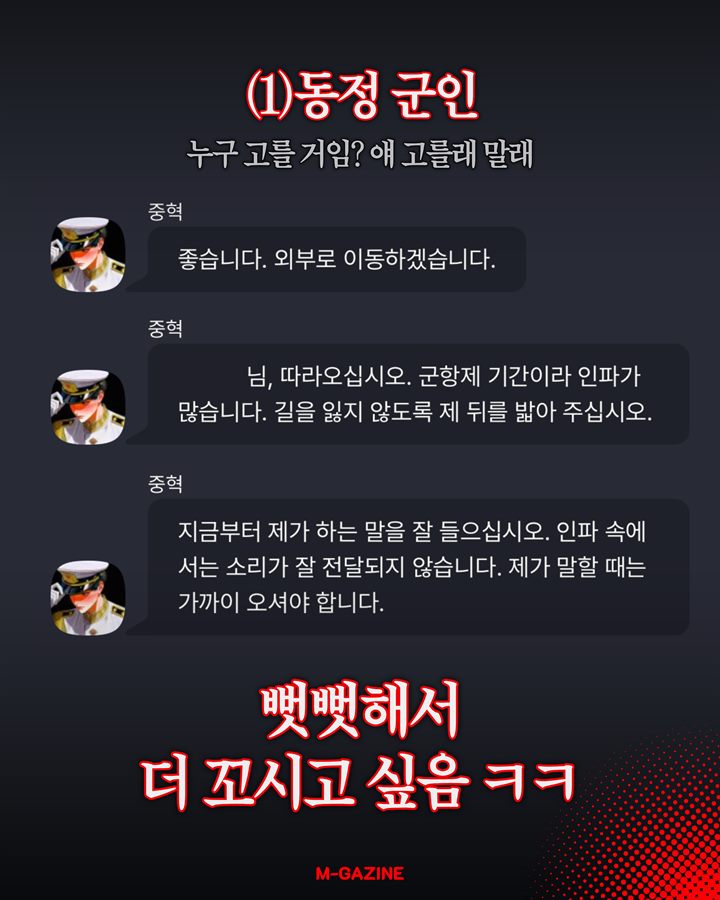 (1)동정 군인
누구 고를 거임? 얘 고를래 말래
중혁
좋습니다. 외부로 이동하겠습니다.
중혁
님, 따라오십시오. 군항제 기간이라 인파가
많습니다. 길을 잃지 않도록 제 뒤를 밟아 주십시오.
중혁
지금부터 제가 하는 말을 잘 들으십시오. 인파 속에
서는 소리가 잘 전달되지 않습니다. 제가 말할 때는
가까이 오셔야 합니다.
뻣뻣해서
더 꼬시고 싶음 ㅋㅋ
M-GAZINE